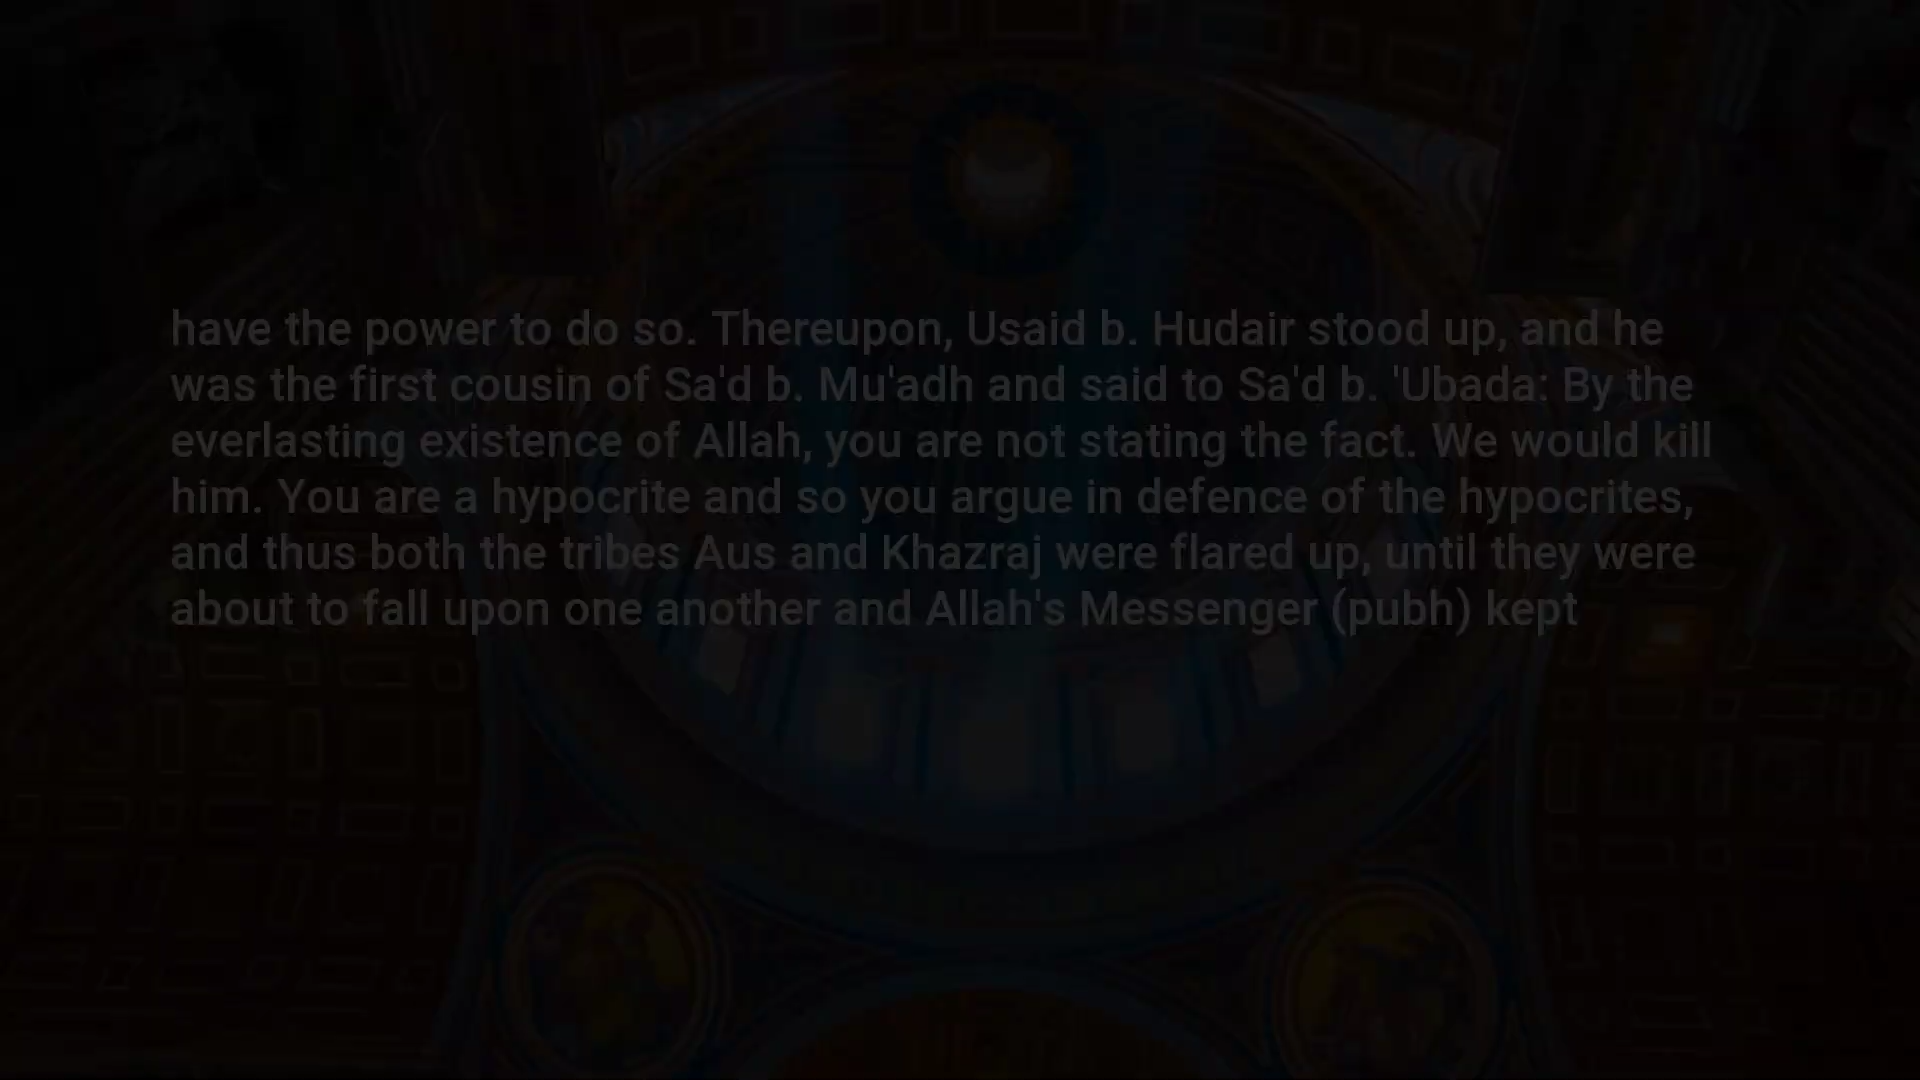 have the power to do so. Thereupon, Usaid b. Hudair stood up, and he
was the first cousin of Sa'd b. Mu'adh and said to Sa'd b. 'Ubada: By the
everlasting existence of Allah, you are not stating the fact. We would kill
him. You are a hypocrite and so you argue in defence of the hypocrites,
and thus both the tribes Aus and Khazraj were flared up, until they were
about to fall upon one another and Allah's Messenger (pubh) kept